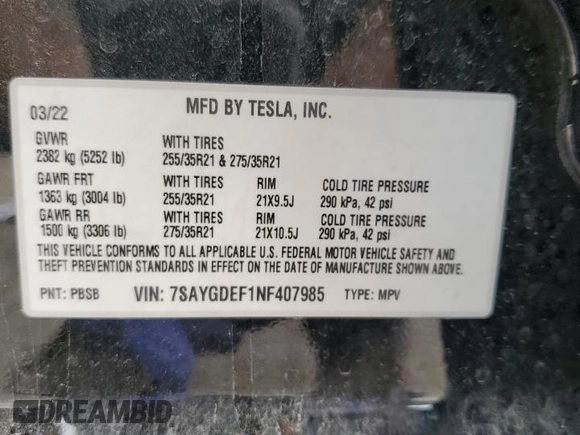 03/22 MFD BY TESLA, INC.
GVWR WITH TIRES
2382 kg (5252 lb) 255/35R21 & 275/35R21
GAWR FRT WITH TIRES RIM COLD TIRE PRESSURE
1363 kg (3004 lb) 255/35R21 21X9.5J 290 kPa, 42 psi
GAWR RR WITH TIRES RIM COLD TIRE PRESSURE
1500 kg (3306 lb) 275/35R21 21X10.5J 290 kPa, 42 psi
THIS VEHICLE CONFORMS TO ALL APPLICABLE U.S. FEDERAL MOTOR VEHICLE SAFETY AND
THEFT PREVENTION STANDARDS IN EFFECT ON THE DATE OF MANUFACTURE SHOWN ABOVE.
PNT: PBSB VIN: 7SAYGDEF1NF407985 TYPE: MPV
DREAMBID